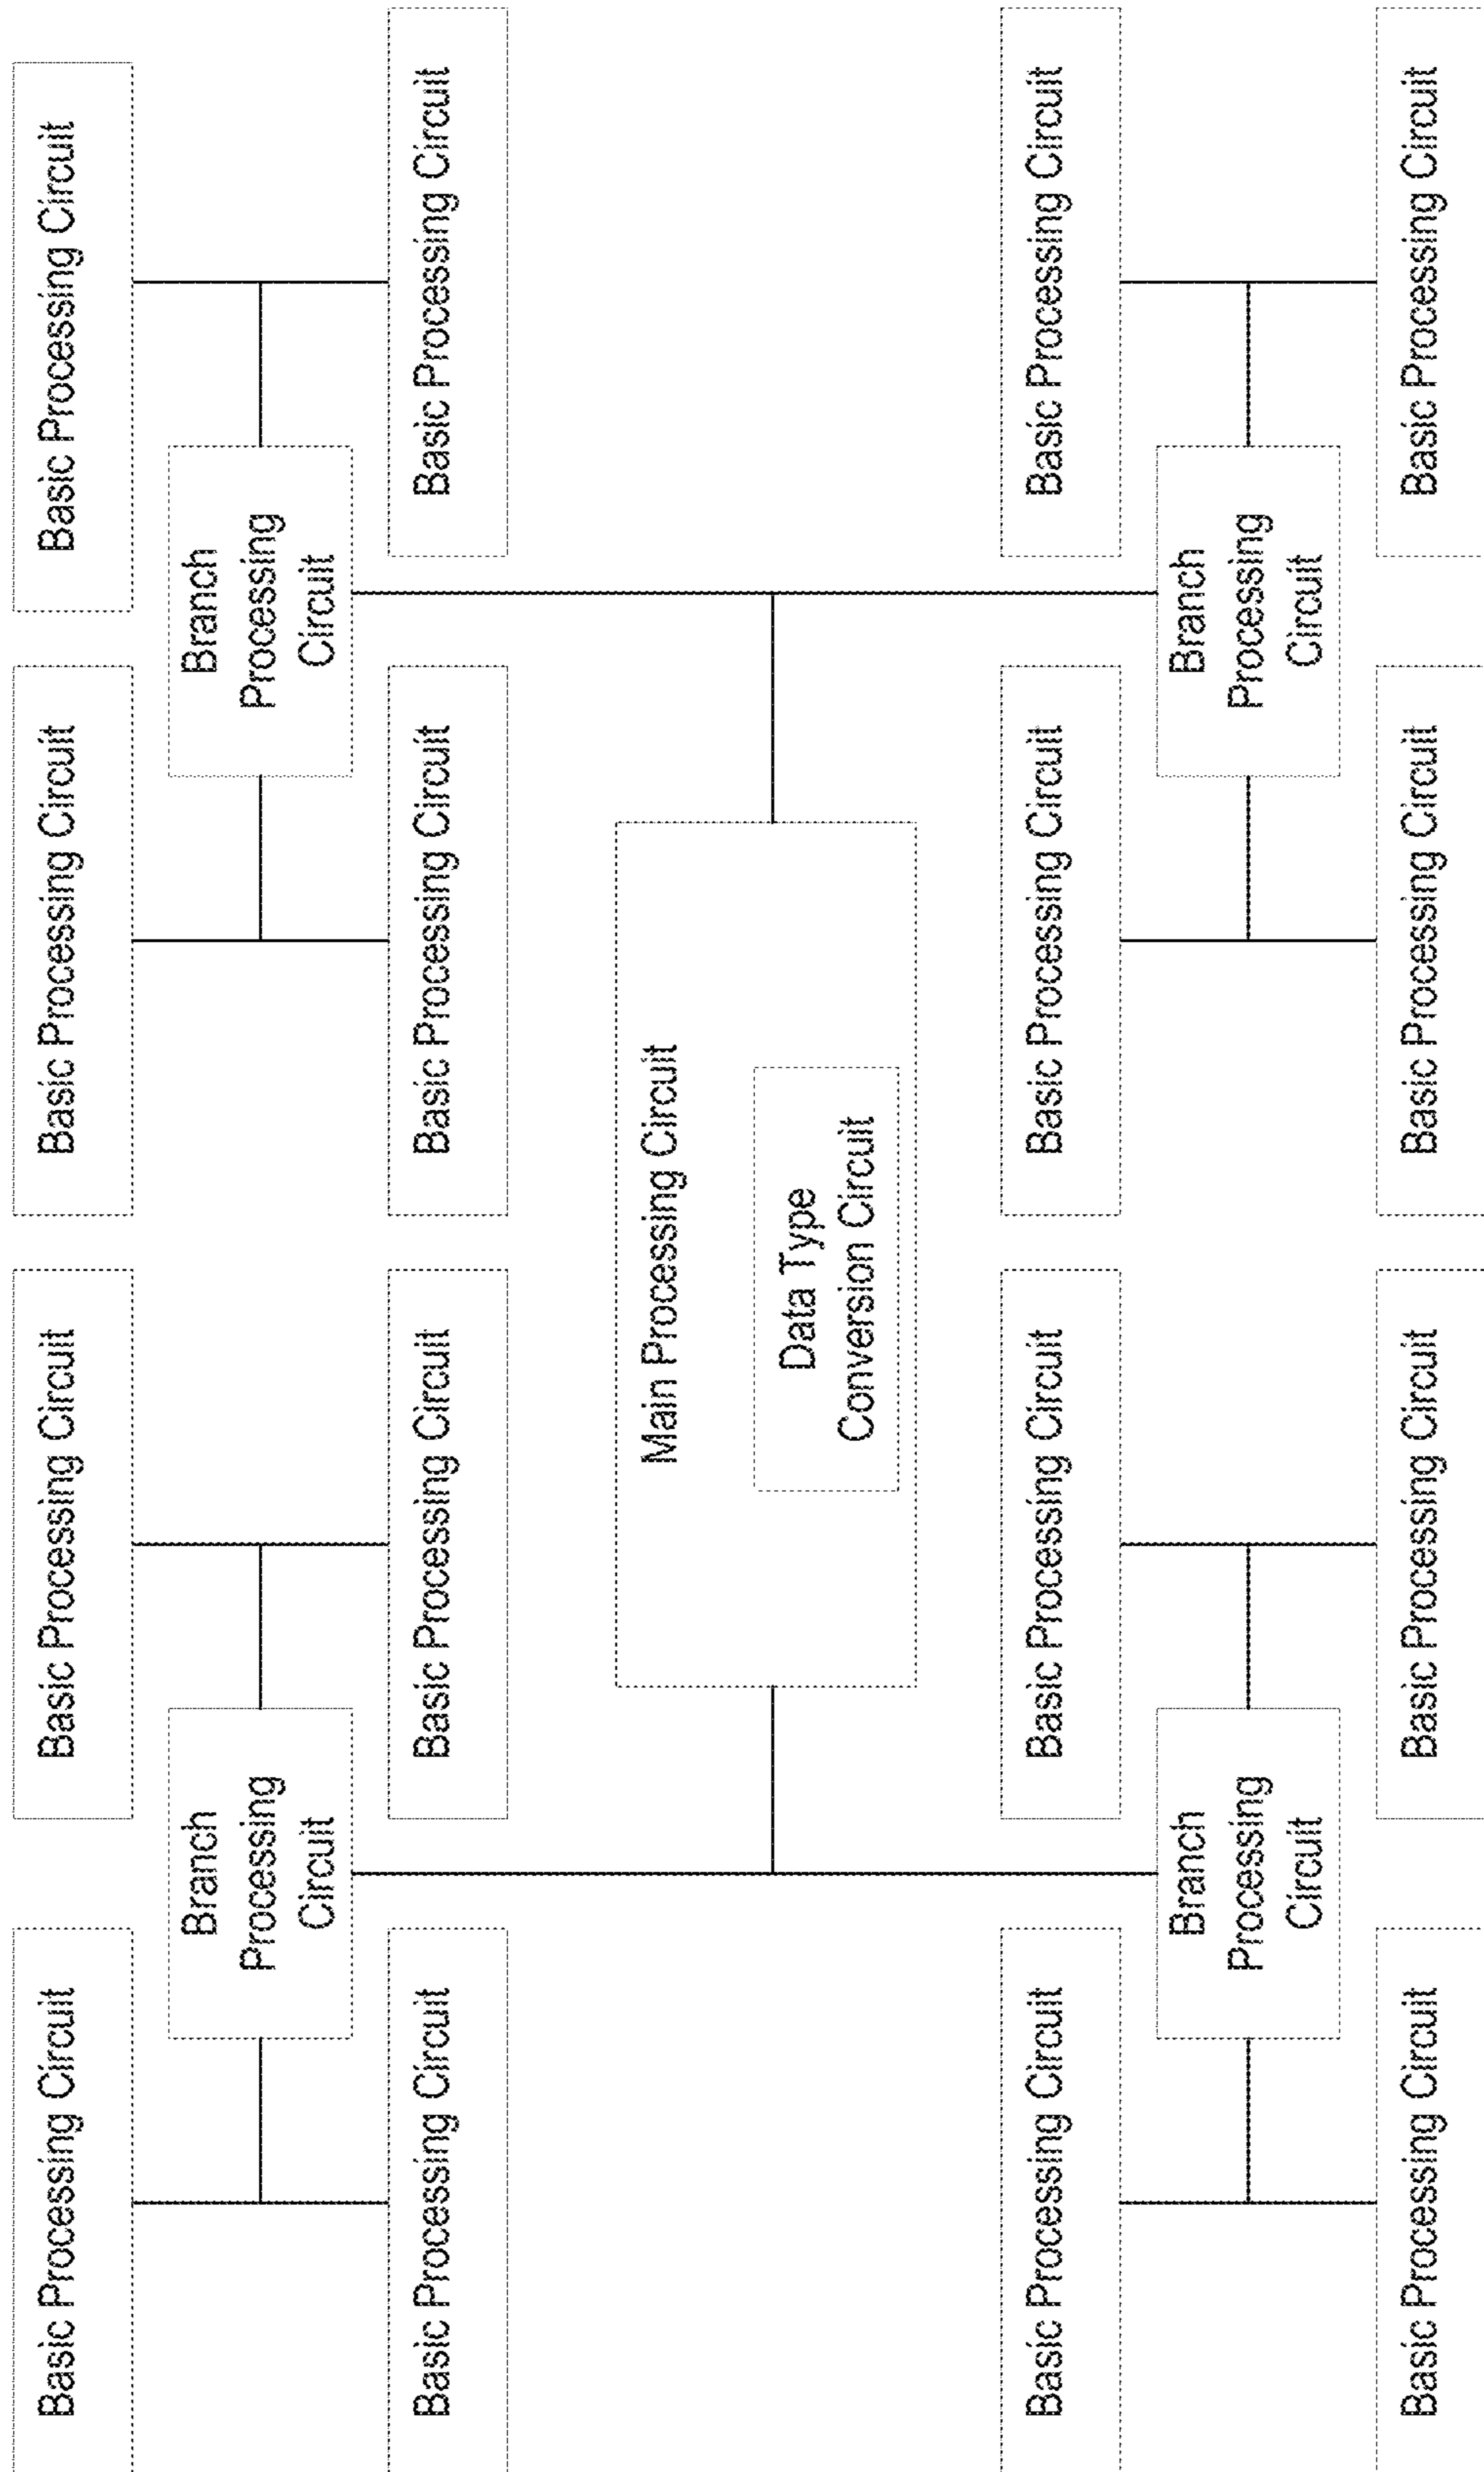 Basic Processing Circuit
Basic Processing Circuit
Basic Processing Circuit
Basic Processing Circuit
Branch
Processing
Circuit
Branch
Processing
Circuit
Basic Processing Circuit
Basic Processing Circuit
Basic Processing Circuit
Basic Processing Circuit
Main Processing Circuit
Data Type
Conversion Circuit
Basic Processing Circuit
Basic Processing Circuit
Basic Processing Circuit
Basic Processing Circuit
Branch
Processing
Circuit
Branch
Processing
Circuit
Basic Processing Circuit
Basic Processing Circuit
Basic Processing Circuit
Basic Processing Circuit